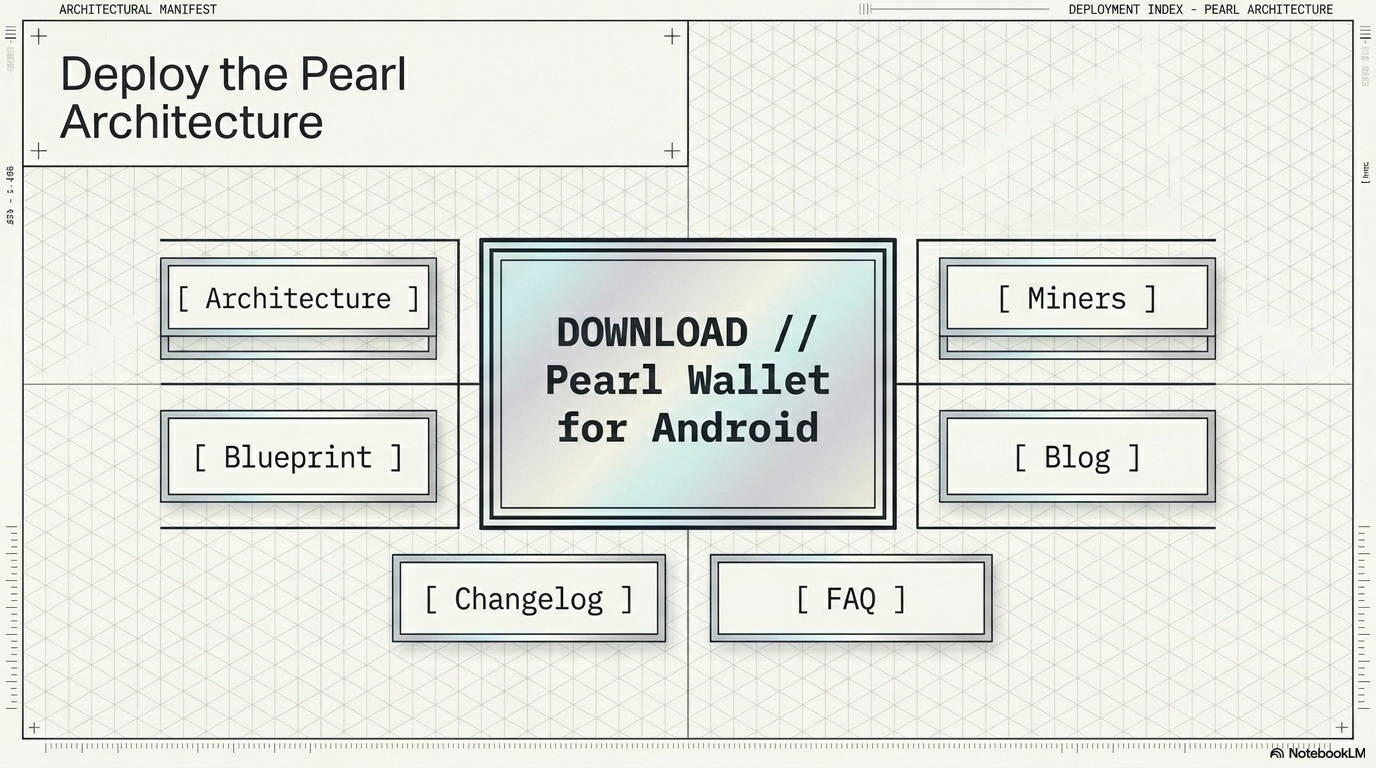 ARCHITECTURAL MANIFEST
DEPLOYMENT INDEX - PEARL ARCHITECTURE
Deploy the Pearl
Architecture
[ Architecture ]
[ Blueprint ]
DOWNLOAD //
Pearl Wallet
for Android
[ Miners ]
[ Blog ]
[ Changelog ]
[ FAQ ]
NotebookLM